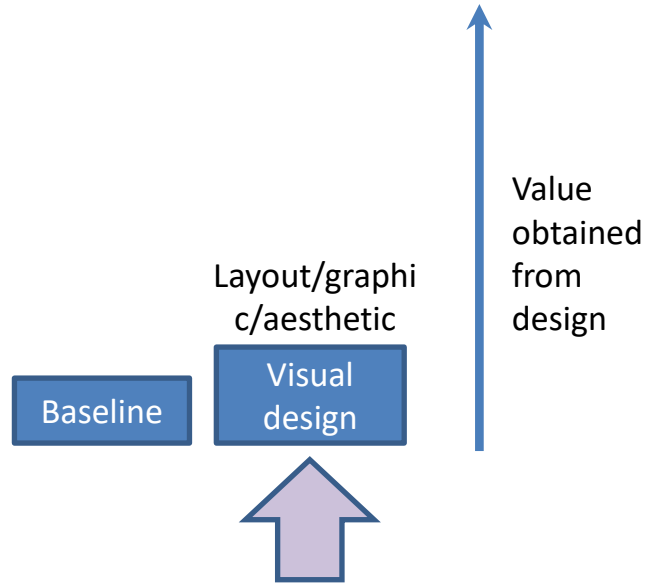 Value
obtained
from
design
Layout/graphi
c/aesthetic
Visual
design
Baseline